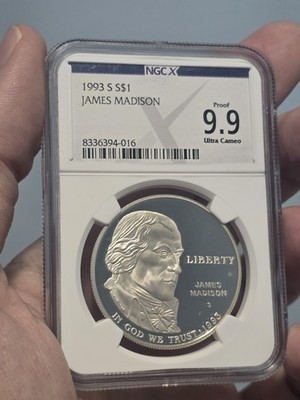 NGCX
1993 S S$1
JAMES MADISON
8336394-016
Proof
9.9
Ultra Cameo
LIBERTY
JAMES
MADISON
S
IN GOD WE TRUST 1993